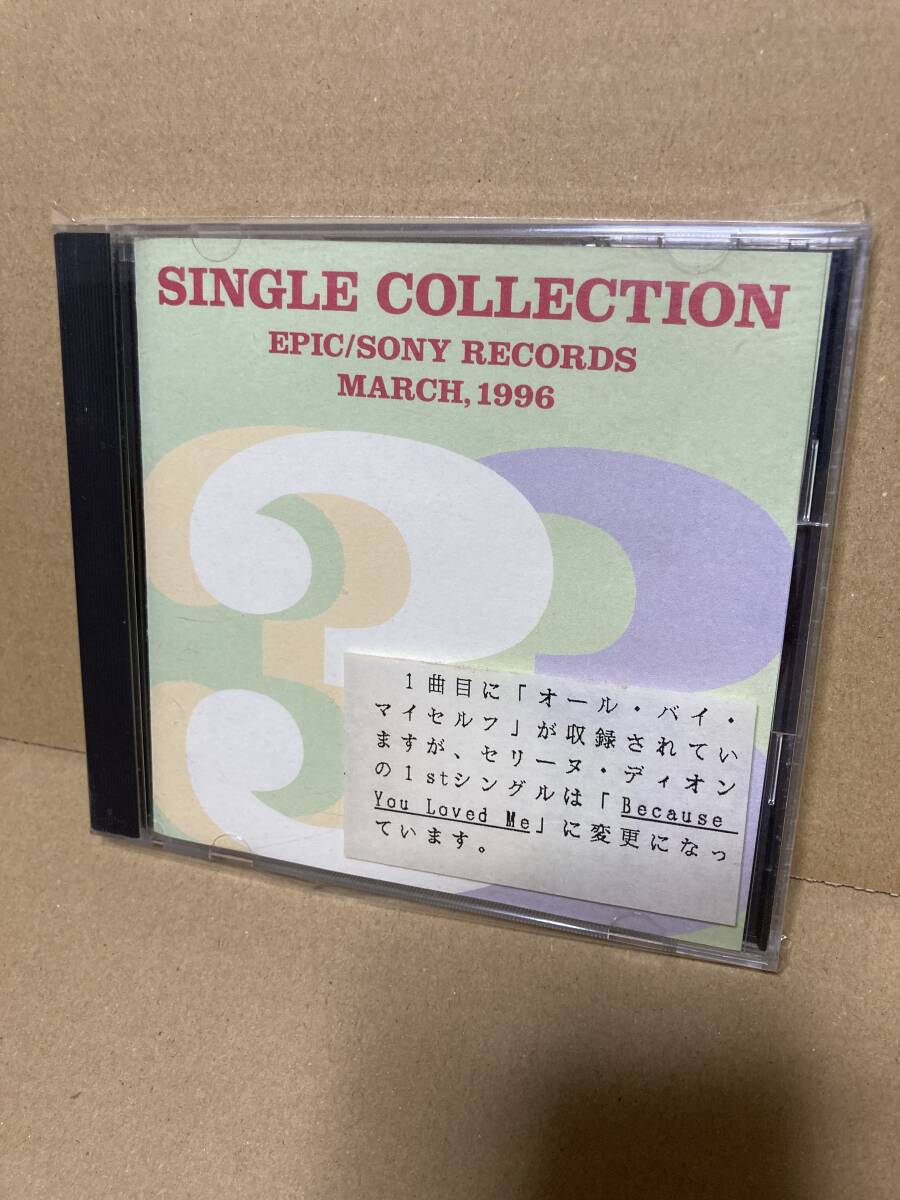 SINGLE COLLECTION
EPIC/SONY RECORDS
MARCH, 1996
33
1曲目に「オール・バイ・
マイセルフ」が収録されてい
ますが、セリーヌ・ディオン
の1stシングルは「Because
You Loved Me」に変更になっ
ています。